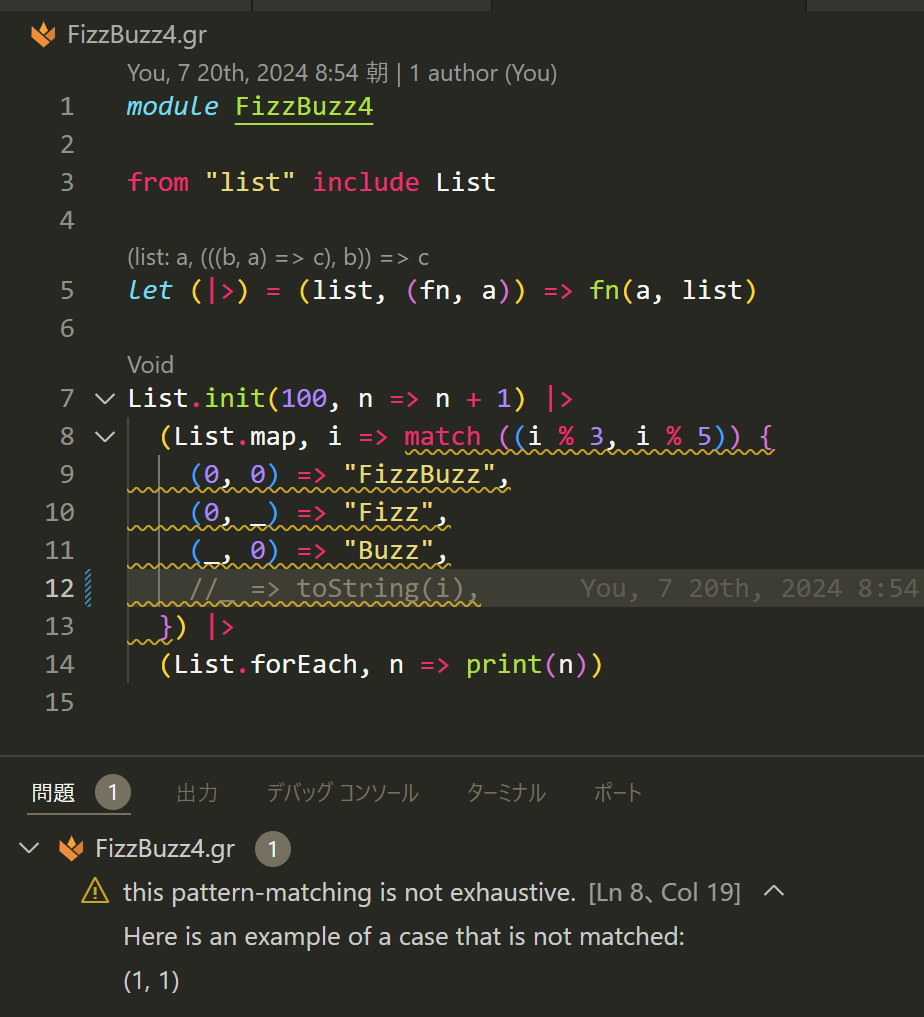 FizzBuzz4.gr
You, 7 20th, 2024 8:54 朝 | 1 author (You)
1 module FizzBuzz4
2
3 from "list" include List
4
(list: a, (((b, a) => c), b)) => c
5 let (|>) = (list, (fn, a)) => fn(a, list)
6
Void
7 List.init(100, n => n + 1) |>
8 (List.map, i => match ((i % 3, i % 5)) {
9 (0, 0) => "FizzBuzz",
10 (0, _) => "Fizz",
11 (_, 0) => "Buzz",
12 //_ => toString(i), You, 7 20th, 2024 8:54
13 }) |>
14 (List.forEach, n => print(n))
15
問題 1 出力 デバッグ コンソール ターミナル ポート
FizzBuzz4.gr 1
this pattern-matching is not exhaustive. [Ln 8、Col 19]
Here is an example of a case that is not matched:
(1, 1)